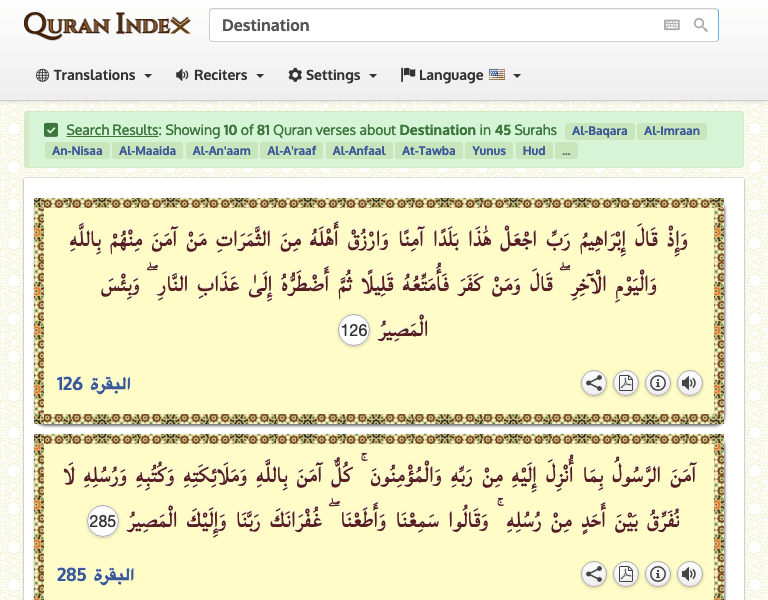 QURAN INDEX
Destination
Translations
Reciters
Settings
Language
Search Results: Showing 10 of 81 Quran verses about Destination in 45 Surahs Al-Baqara Al-Imraan
An-Nisaa Al-Maaida Al-An'aam Al-A'raaf Al-Anfaal At-Tawba Yunus Hud ...
وَإِذْ قَالَ إِبْرَاهِيمُ رَبِّ اجْعَلْ هَٰذَا بَلَدًا آمِنًا وَارْزُقْ أَهْلَهُ مِنَ الثَّمَرَاتِ مَنْ آمَنَ مِنْهُمْ بِاللَّهِ
وَالْيَوْمِ الْآخِرِ ۖ قَالَ وَمَنْ كَفَرَ فَأُمَتِّعُهُ قَلِيلًا ثُمَّ أَضْطَرُّهُ إِلَىٰ عَذَابِ النَّارِ ۖ وَبِئْسَ
الْمَصِيرُ 126
البقرة 126
آمَنَ الرَّسُولُ بِمَا أُنْزِلَ إِلَيْهِ مِنْ رَبِّهِ وَالْمُؤْمِنُونَ ۚ كُلٌّ آمَنَ بِاللَّهِ وَمَلَائِكَتِهِ وَكُتُبِهِ وَرُسُلِهِ لَا
نُفَرِّقُ بَيْنَ أَحَدٍ مِنْ رُسُلِهِ ۚ وَقَالُوا سَمِعْنَا وَأَطَعْنَا ۖ غُفْرَانَكَ رَبَّنَا وَإِلَيْكَ الْمَصِيرُ 285
البقرة 285